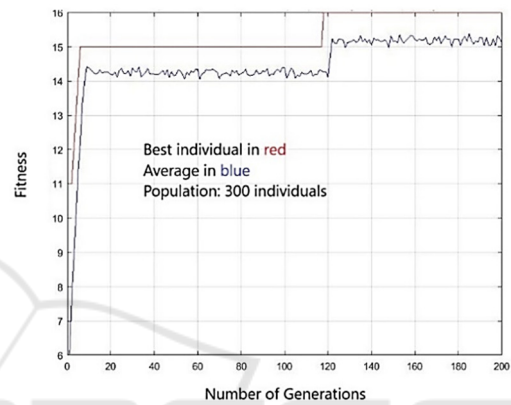 16
15
14
13
12
11
10
9
8
7
6
Fitness
Best individual in red
Average in blue
Population: 300 individuals
0 20 40 60 80 100 120 140 160 180 200
Number of Generations